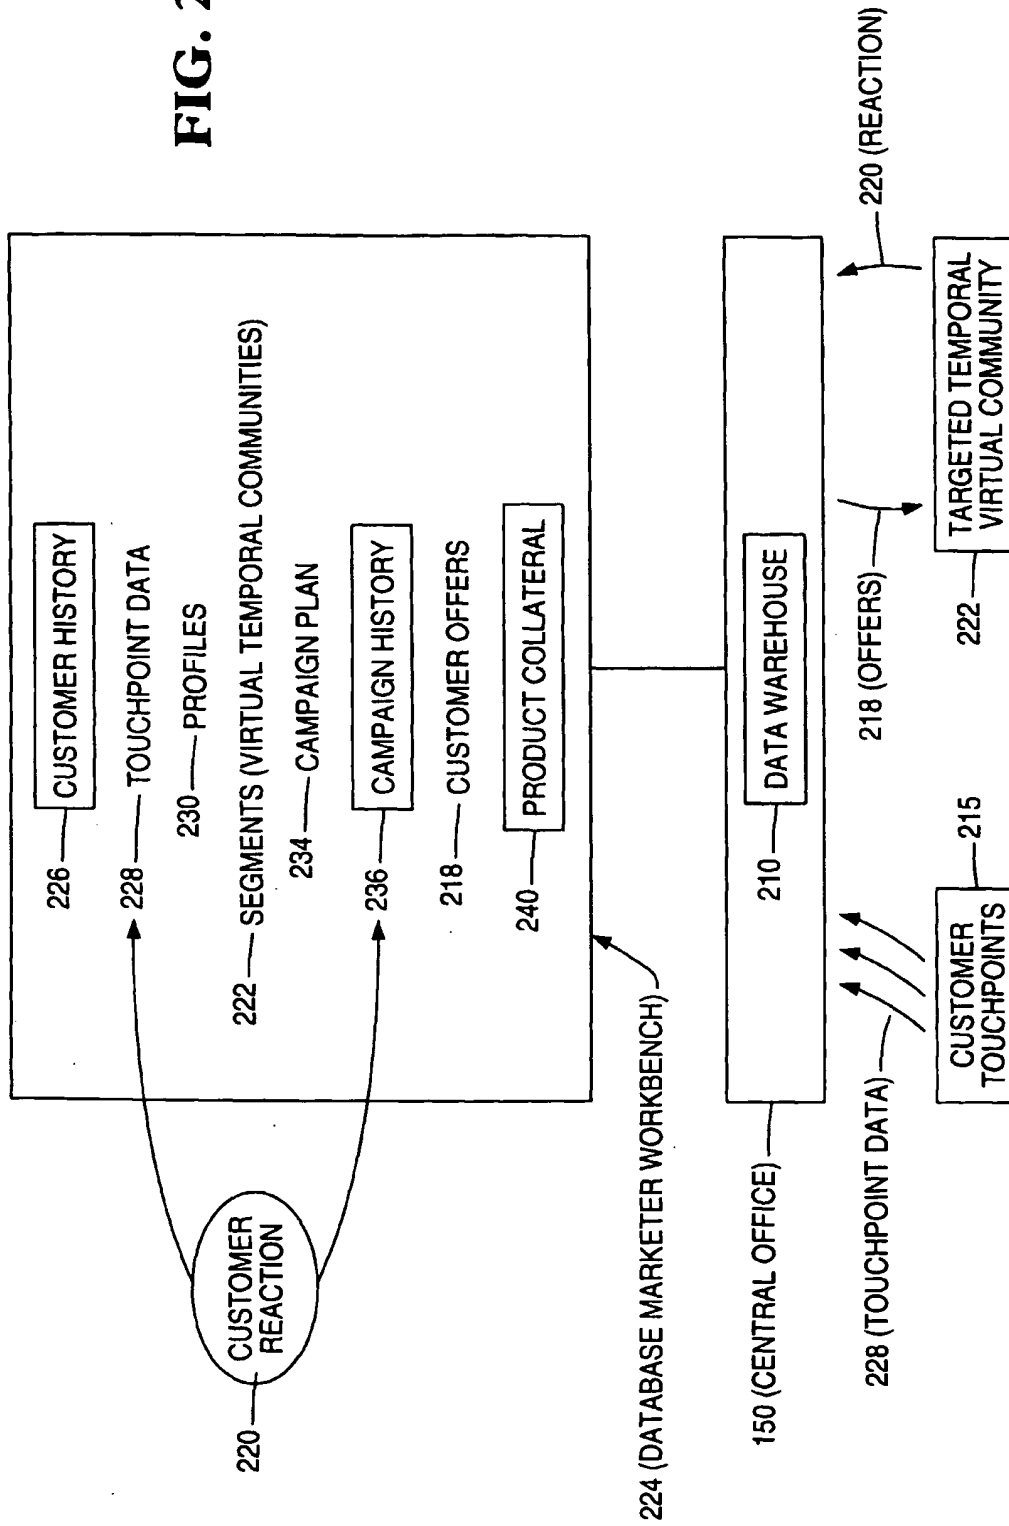 FIG. 2
220
CUSTOMER
REACTION
226
CUSTOMER HISTORY
228
TOUCHPOINT DATA
230
PROFILES
222
SEGMENTS (VIRTUAL TEMPORAL COMMUNITIES)
234
CAMPAIGN PLAN
236
CAMPAIGN HISTORY
218
CUSTOMER OFFERS
240
PRODUCT COLLATERAL
224 (DATABASE MARKETER WORKBENCH)
150 (CENTRAL OFFICE)
210
DATA WAREHOUSE
228 (TOUCHPOINT DATA)
218 (OFFERS)
220 (REACTION)
CUSTOMER
TOUCHPOINTS
215
222
TARGETED TEMPORAL
VIRTUAL COMMUNITY